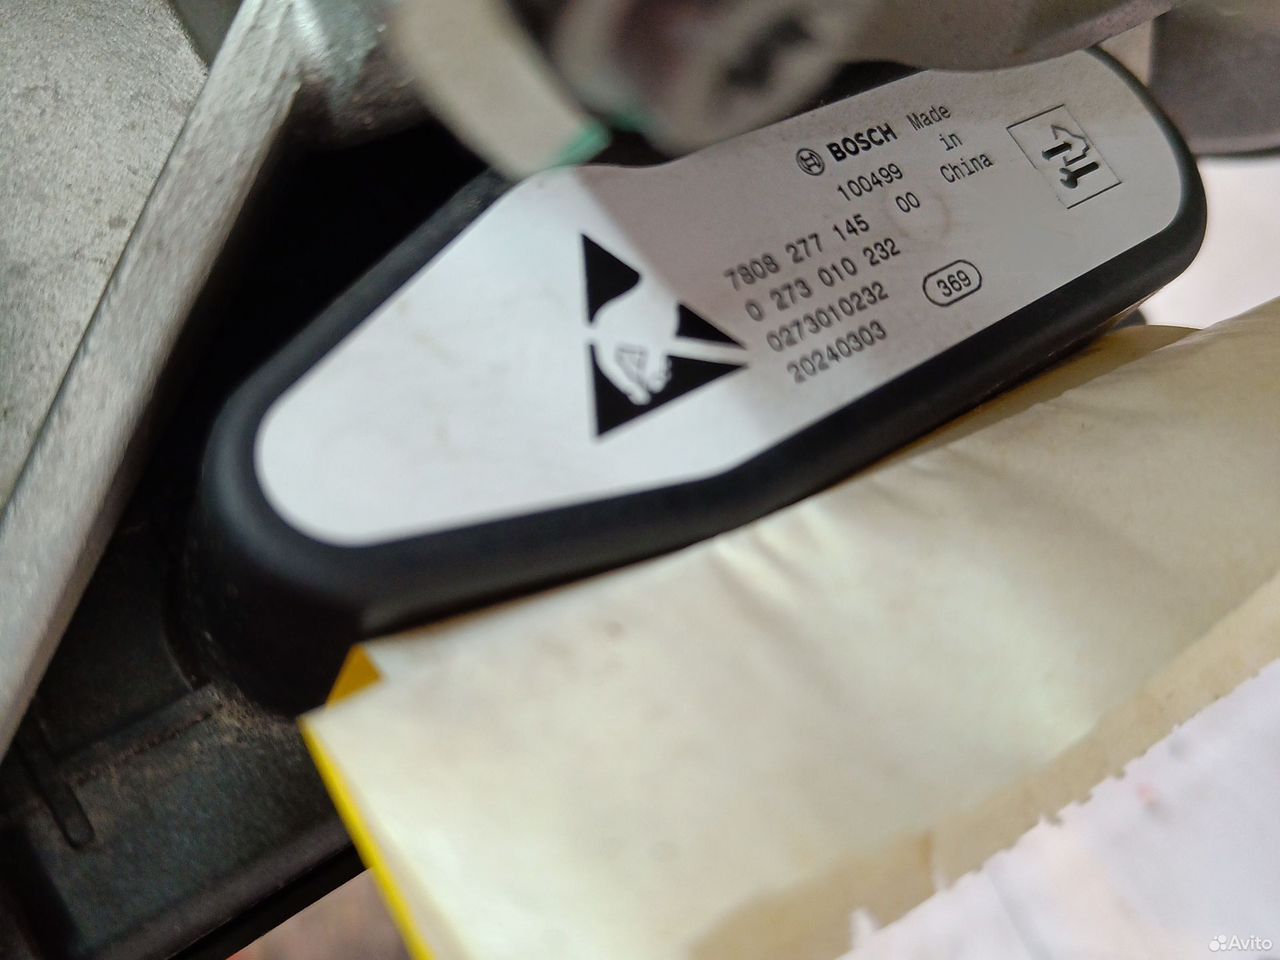 BOSCH Made
100499 in
China
7808 277 145 00
0 273 010 232
0273010232 369
20240303
Avito